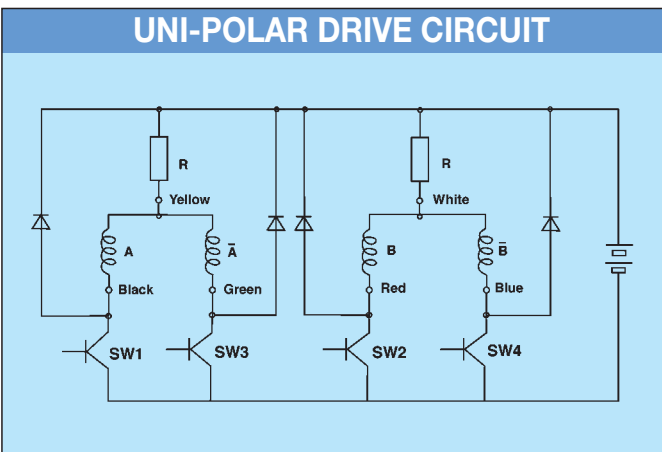 UNI-POLAR DRIVE CIRCUIT
R
R
Yellow
White
A
Ā
B
B̄
Black
Green
Red
Blue
SW1
SW3
SW2
SW4